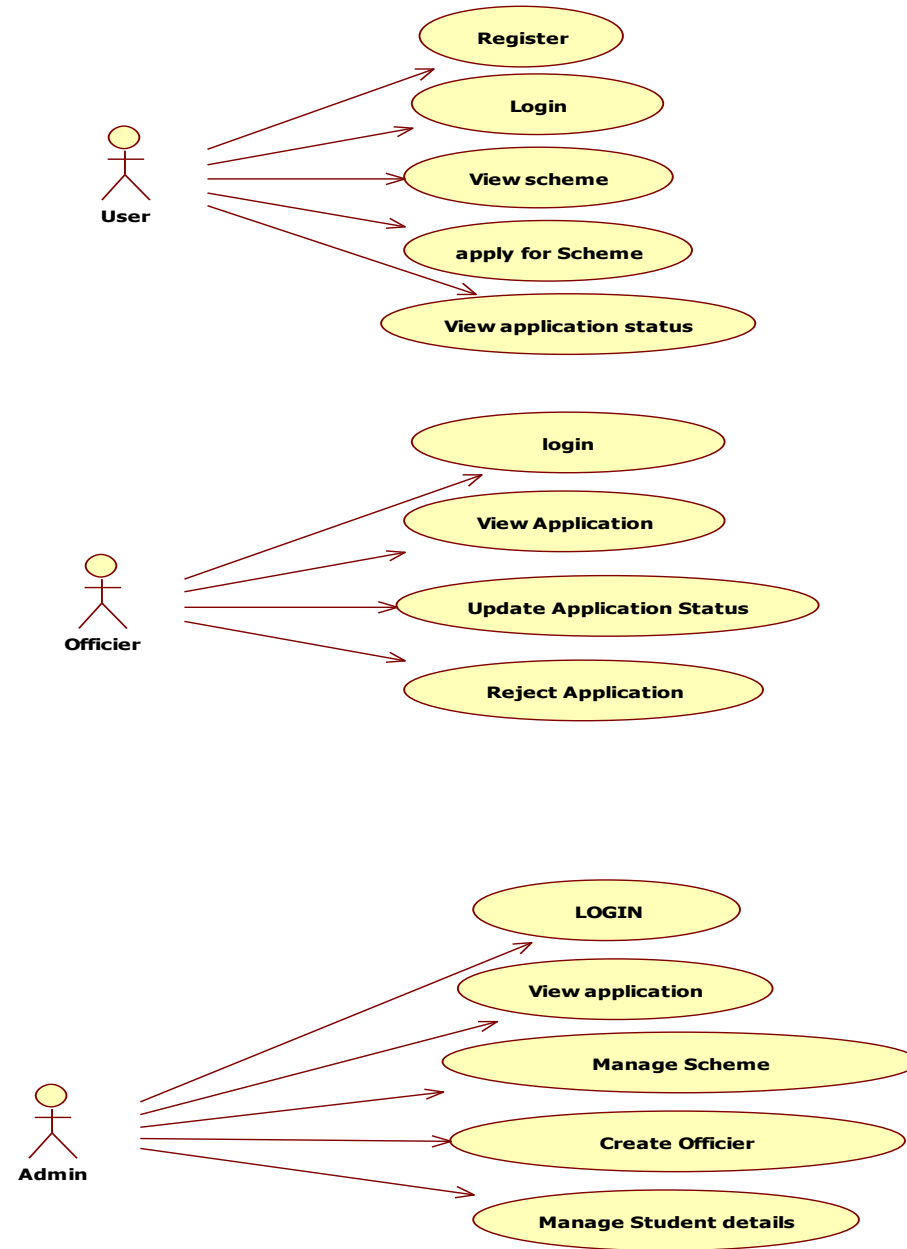 Register
Login
View scheme
User
apply for Scheme
View application status
login
View Application
Update Application Status
Officier
Reject Application
LOGIN
View application
Manage Scheme
Create Officier
Admin
Manage Student details